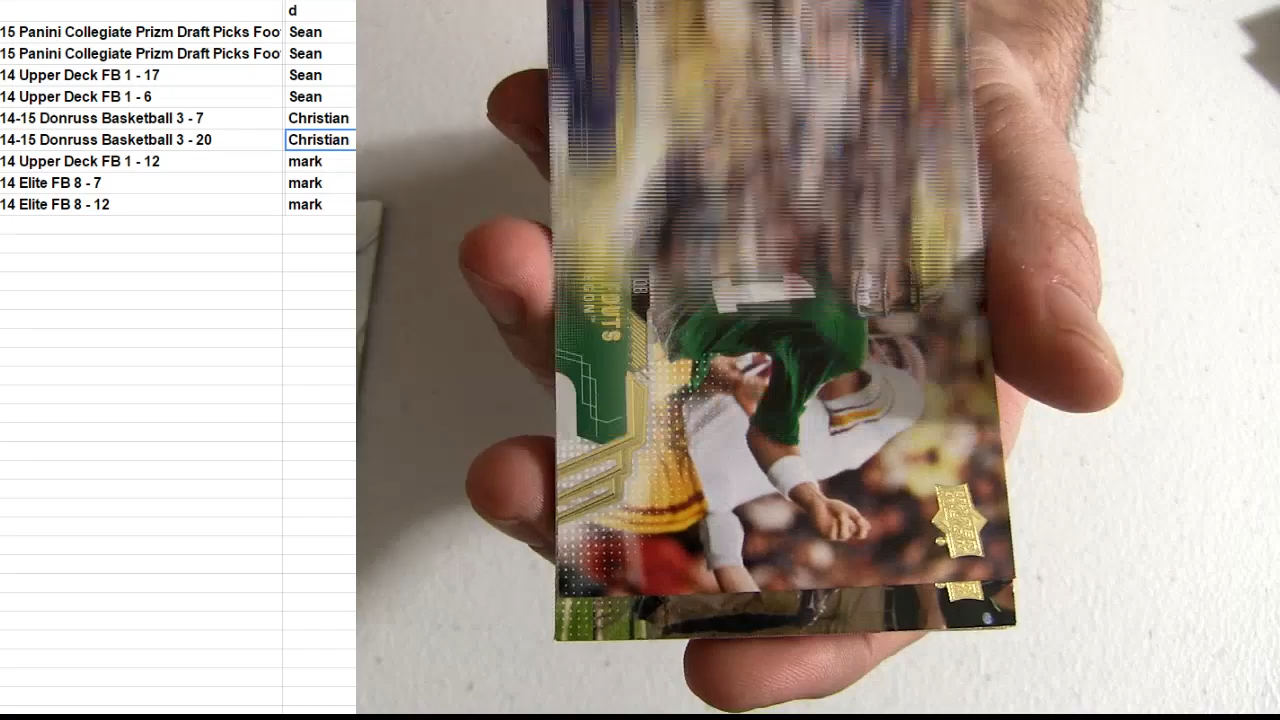 d
15 Panini Collegiate Prizm Draft Picks Foo Sean
15 Panini Collegiate Prizm Draft Picks Foo Sean
14 Upper Deck FB 1 - 17 Sean
14 Upper Deck FB 1 - 6 Sean
14-15 Donruss Basketball 3 - 7 Christian
14-15 Donruss Basketball 3 - 20 Christian
14 Upper Deck FB 1 - 12 mark
14 Elite FB 8 - 7 mark
14 Elite FB 8 - 12 mark
UPPER
DECK